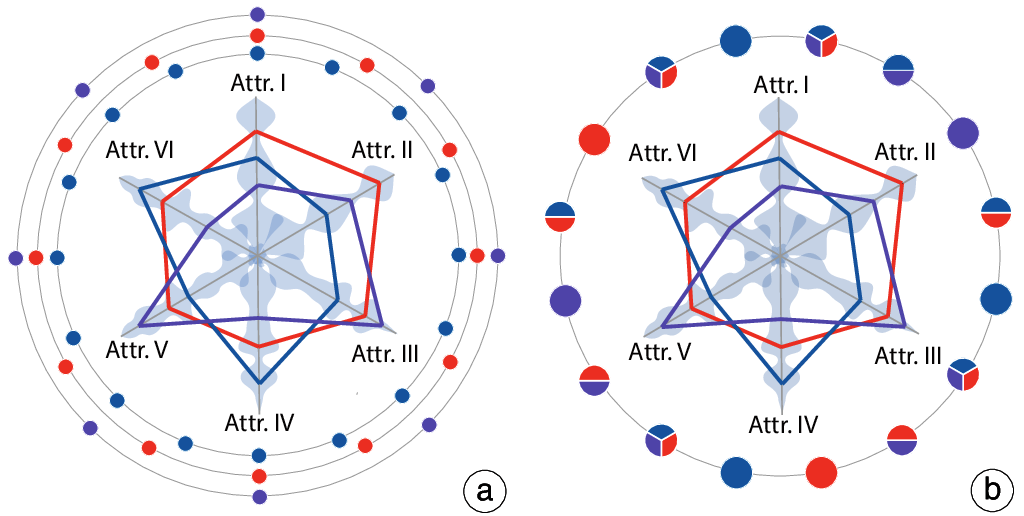 Attr. I
Attr. II
Attr. III
Attr. IV
Attr. V
Attr. VI
a
Attr. I
Attr. II
Attr. III
Attr. IV
Attr. V
Attr. VI
b